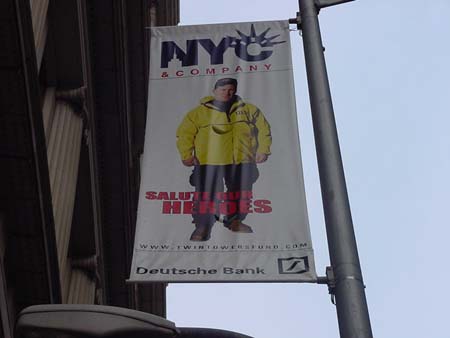 NYC
& COMPANY
SALUTE OUR
HEROES
WWW.TWINTOWERSFUND.COM
Deutsche Bank